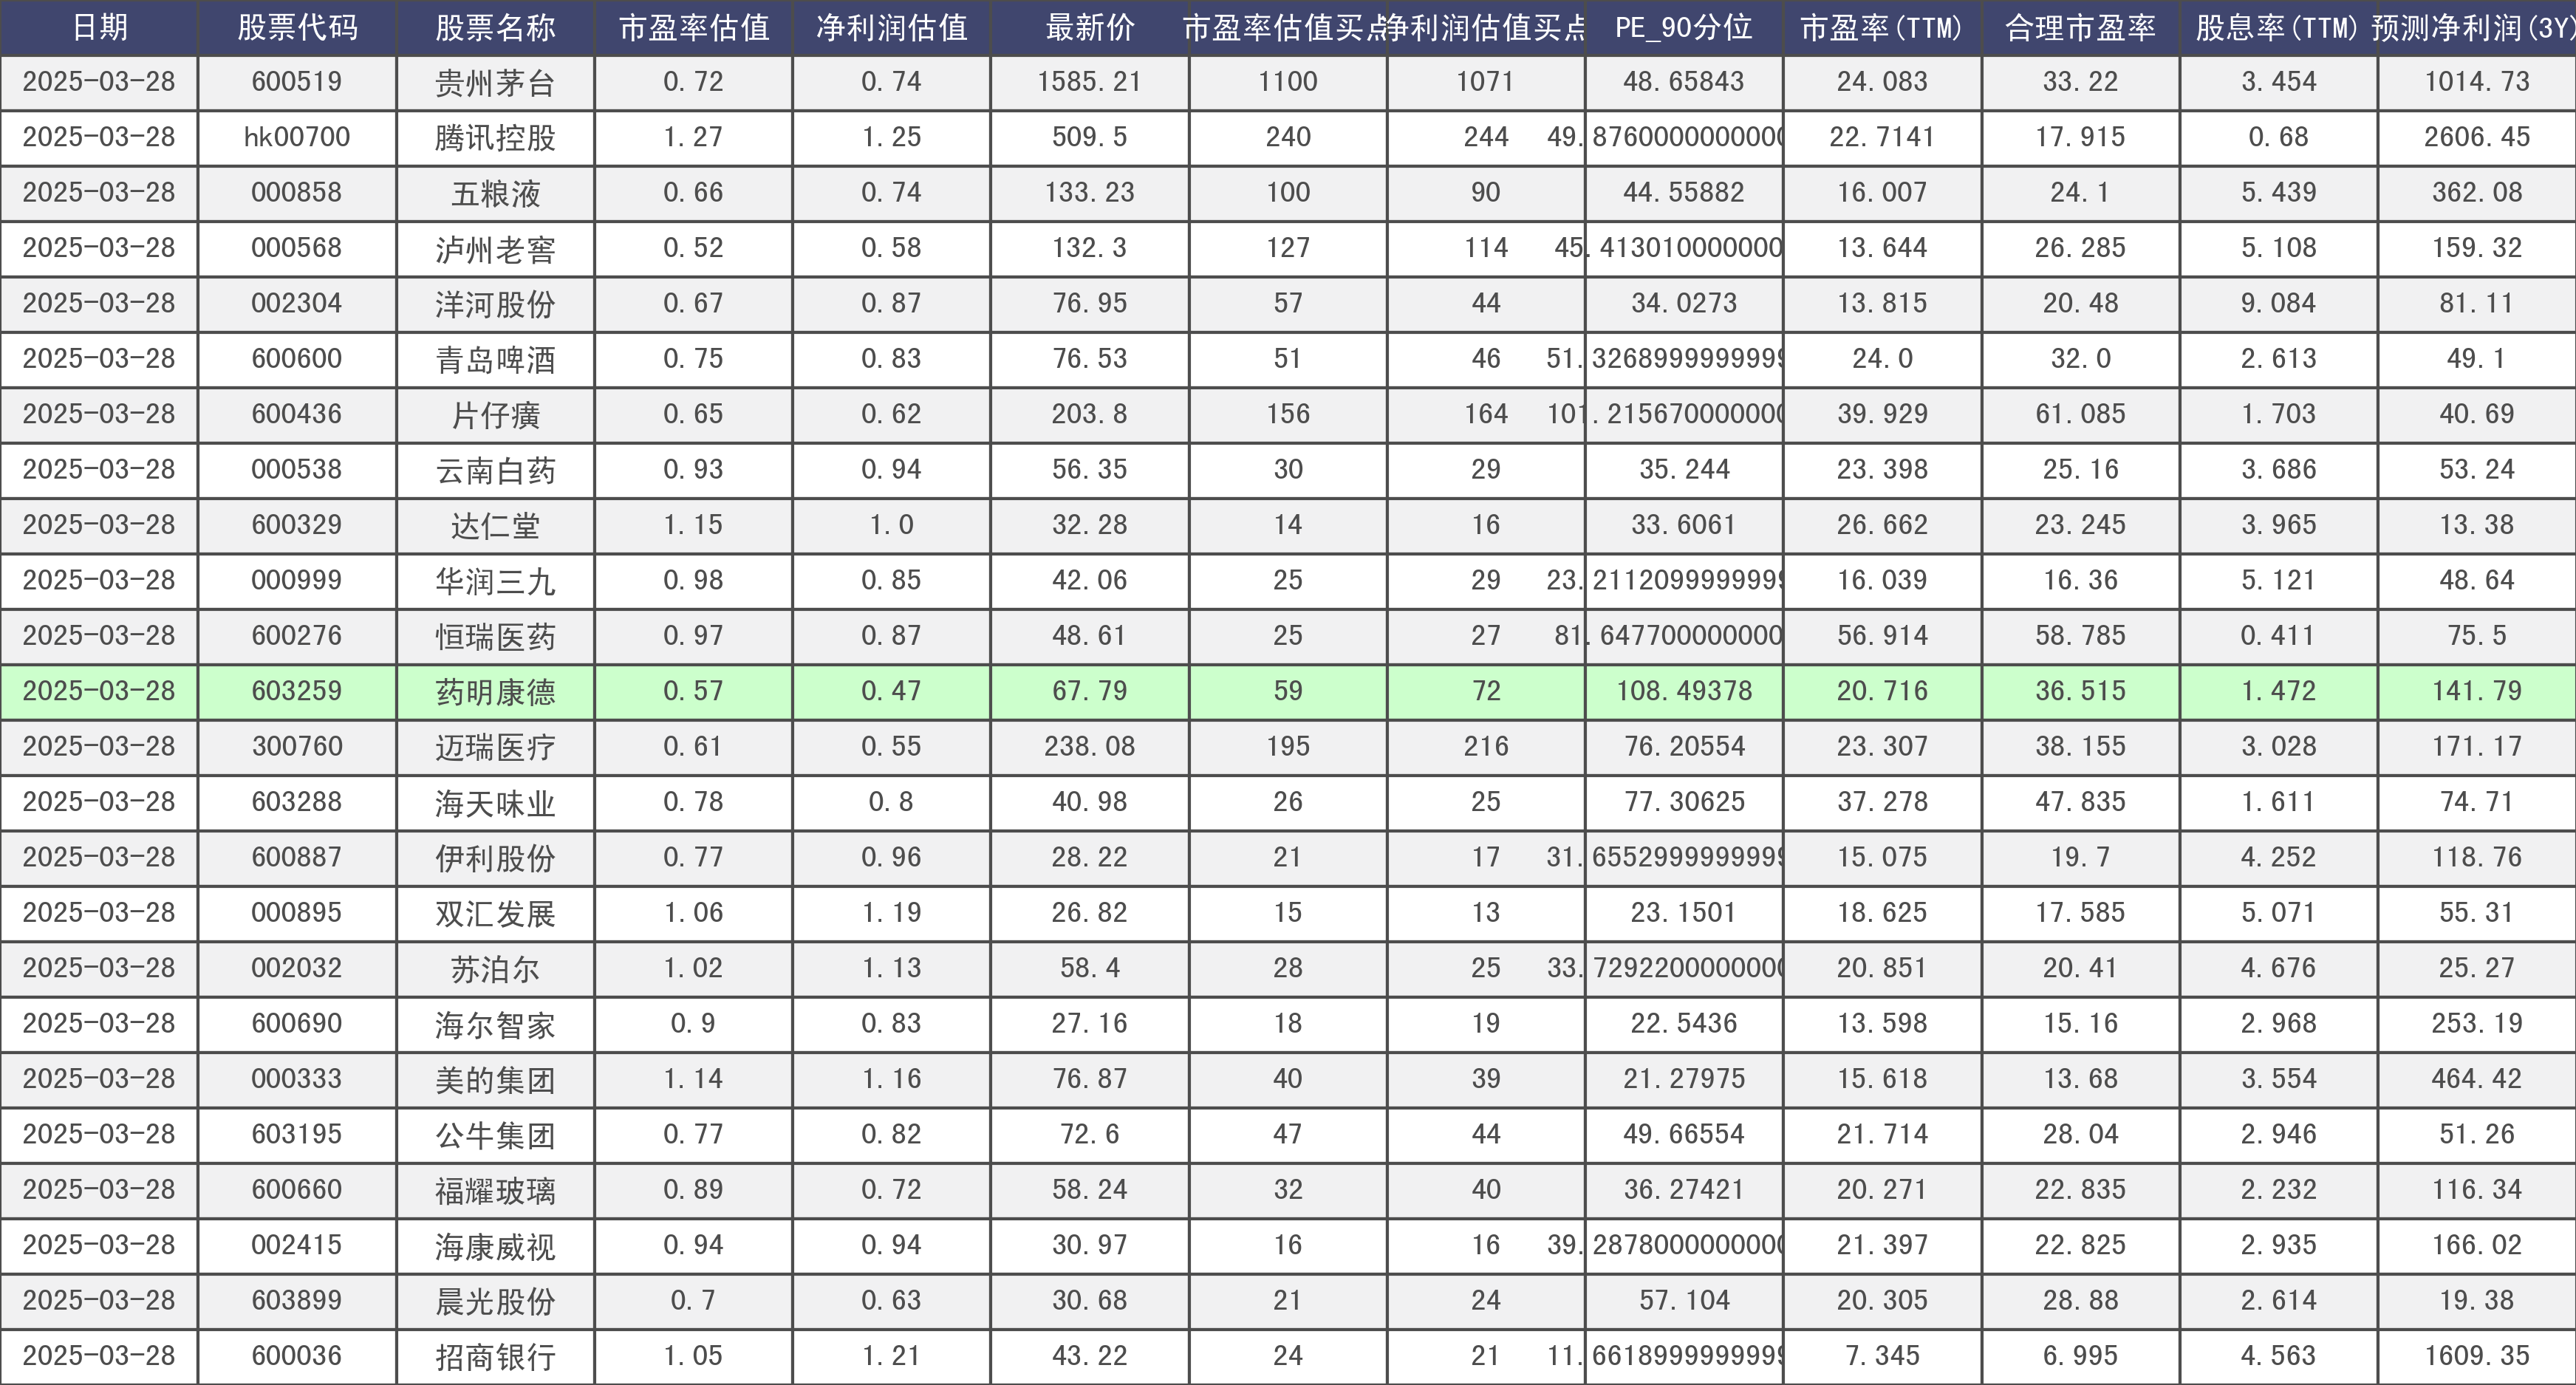 日期 股票代码 股票名称 市盈率估值 净利润估值 最新价 市盈率估值买点 净利润估值买点 PE_90分位 市盈率(TTM) 合理市盈率 股息率(TTM) 预测净利润(3Y)
2025-03-28 600519 贵州茅台 0.72 0.74 1585.21 1100 1071 48.65843 24.083 33.22 3.454 1014.73
2025-03-28 hk00700 腾讯控股 1.27 1.25 509.5 240 244 49.8760000000000 22.7141 17.915 0.68 2606.45
2025-03-28 000858 五粮液 0.66 0.74 133.23 100 90 44.55882 16.007 24.1 5.439 362.08
2025-03-28 000568 泸州老窖 0.52 0.58 132.3 127 114 45.413010000000 13.644 26.285 5.108 159.32
2025-03-28 002304 洋河股份 0.67 0.87 76.95 57 44 34.0273 13.815 20.48 9.084 81.11
2025-03-28 600600 青岛啤酒 0.75 0.83 76.53 51 46 51.3268999999999 24.0 32.0 2.613 49.1
2025-03-28 600436 片仔癀 0.65 0.62 203.8 156 164 101.215670000000 39.929 61.085 1.703 40.69
2025-03-28 000538 云南白药 0.93 0.94 56.35 30 29 35.244 23.398 25.16 3.686 53.24
2025-03-28 600329 达仁堂 1.15 1.0 32.28 14 16 33.6061 26.662 23.245 3.965 13.38
2025-03-28 000999 华润三九 0.98 0.85 42.06 25 29 23.2112099999999 16.039 16.36 5.121 48.64
2025-03-28 600276 恒瑞医药 0.97 0.87 48.61 25 27 81.647700000000 56.914 58.785 0.411 75.5
2025-03-28 603259 药明康德 0.57 0.47 67.79 59 72 108.49378 20.716 36.515 1.472 141.79
2025-03-28 300760 迈瑞医疗 0.61 0.55 238.08 195 216 76.20554 23.307 38.155 3.028 171.17
2025-03-28 603288 海天味业 0.78 0.8 40.98 26 25 77.30625 37.278 47.835 1.611 74.71
2025-03-28 600887 伊利股份 0.77 0.96 28.22 21 17 31.6552999999999 15.075 19.7 4.252 118.76
2025-03-28 000895 双汇发展 1.06 1.19 26.82 15 13 23.1501 18.625 17.585 5.071 55.31
2025-03-28 002032 苏泊尔 1.02 1.13 58.4 28 25 33.7292200000000 20.851 20.41 4.676 25.27
2025-03-28 600690 海尔智家 0.9 0.83 27.16 18 19 22.5436 13.598 15.16 2.968 253.19
2025-03-28 000333 美的集团 1.14 1.16 76.87 40 39 21.27975 15.618 13.68 3.554 464.42
2025-03-28 603195 公牛集团 0.77 0.82 72.6 47 44 49.66554 21.714 28.04 2.946 51.26
2025-03-28 600660 福耀玻璃 0.89 0.72 58.24 32 40 36.27421 20.271 22.835 2.232 116.34
2025-03-28 002415 海康威视 0.94 0.94 30.97 16 16 39.2878000000000 21.397 22.825 2.935 166.02
2025-03-28 603899 晨光股份 0.7 0.63 30.68 21 24 57.104 20.305 28.88 2.614 19.38
2025-03-28 600036 招商银行 1.05 1.21 43.22 24 21 11.6618999999999 7.345 6.995 4.563 1609.35